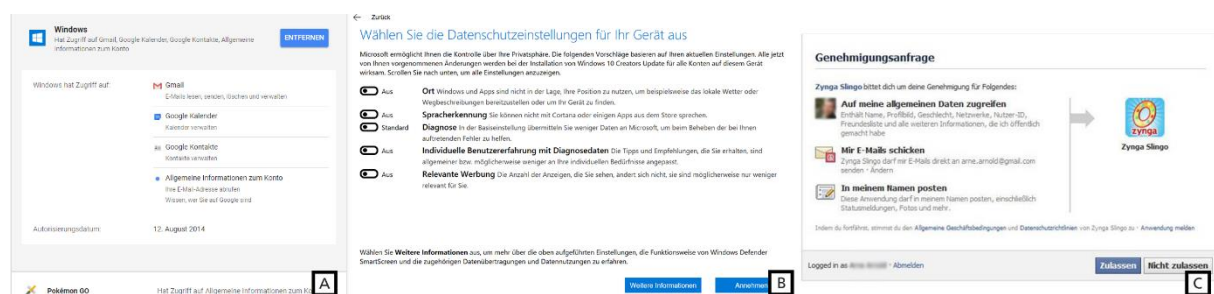 Windows
Hat Zugriff auf Gmail, Google Kalender, Google Kontakte, Allgemeine
Informationen zum Konto
ENTFERNEN
Windows hat Zugriff auf:
Gmail
E-Mails lesen, senden, löschen und verwalten
Google Kalender
Kalender verwalten
Google Kontakte
Kontakte verwalten
Allgemeine Informationen zum Konto
Ihre E-Mail-Adresse abrufen
Wissen, wer Sie auf Google sind
Autorisierungsdatum:
12. August 2014
Pokémon GO
Hat Zugriff auf Allgemeine Informationen zum
A
Zurück
Wählen Sie die Datenschutzeinstellungen für Ihr Gerät aus
Microsoft ermöglicht Ihnen die Kontrolle über Ihre Privatsphäre. Die folgenden Vorschläge basieren auf Ihren aktuellen Einstellungen. Alle jetzt
von Ihnen vorgenommenen Änderungen werden bei der Installation von Windows 10 Creators Update für alle Konten auf diesem Gerät
wirksam. Scrollen Sie nach unten, um alle Einstellungen anzuzeigen.
Aus Ort Windows und Apps sind nicht in der Lage, Ihre Position zu nutzen, um beispielsweise das lokale Wetter oder
Wegbeschreibungen bereitzustellen oder um Ihr Gerät zu finden.
Aus Spracherkennung Sie können nicht mit Cortana oder einigen Apps aus dem Store sprechen.
Standard Diagnose In der Basiseinstellung übermitteln Sie weniger Daten an Microsoft, um beim Beheben der bei Ihnen
auftretenden Fehler zu helfen.
Aus Individuelle Benutzererfahrung mit Diagnosedaten Die Tipps und Empfehlungen, die Sie erhalten, sind
allgemeiner bzw. möglicherweise weniger an Ihre individuellen Bedürfnisse angepasst.
Aus Relevante Werbung Die Anzahl der Anzeigen, die Sie sehen, ändert sich nicht, sie sind möglicherweise nur weniger
relevant für Sie.
Wählen Sie Weitere Informationen aus, um mehr über die oben aufgeführten Einstellungen, die Funktionsweise von Windows Defender
SmartScreen und die zugehörigen Datenübertragungen und Datennutzungen zu erfahren.
Weitere Informationen
Annehmen
B
Genehmigungsanfrage
Zynga Slingo bittet dich um deine Genehmigung für Folgendes:
Auf meine allgemeinen Daten zugreifen
Enthält Name, Profilbild, Geschlecht, Netzwerke, Nutzer-ID,
Freundesliste und alle weiteren Informationen, die ich öffentlich
gemacht habe
Mir E-Mails schicken
Zynga Slingo darf mir E-Mails direkt an arne.arnold@gmail.com
senden · Ändern
In meinem Namen posten
Diese Anwendung darf in meinem Namen posten, einschließlich
Statusmeldungen, Fotos und mehr.
zynga
Zynga Slingo
Indem du fortfährst, stimmst du den Allgemeine Geschäftsbedingungen und Datenschutzrichtlinien von Zynga Slingo zu · Anwendung melden
Logged in as · Abmelden
Zulassen
Nicht zulassen
C